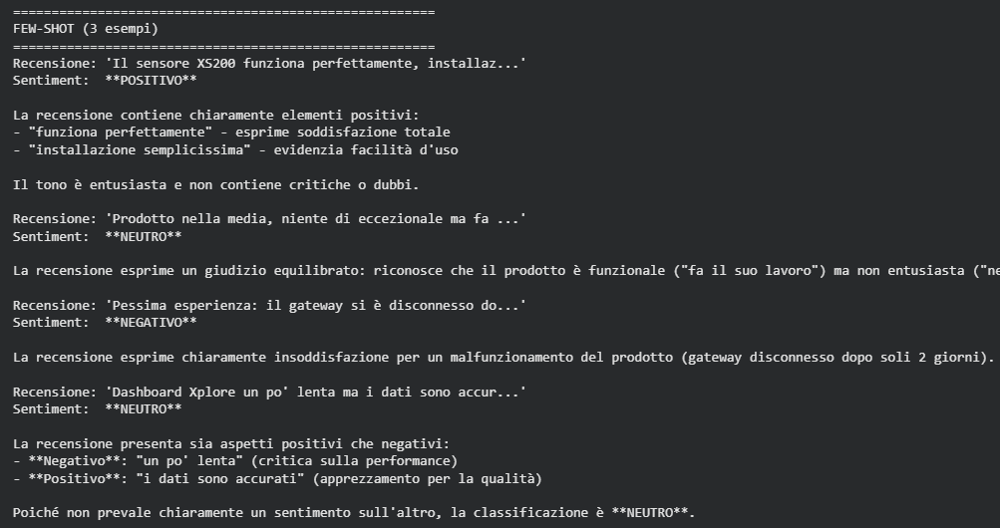 ====================================================
FEW-SHOT (3 esempi)
====================================================
Recensione: 'Il sensore XS200 funziona perfettamente, installaz...'
Sentiment:  **POSITIVO**

La recensione contiene chiaramente elementi positivi:
- "funziona perfettamente" - esprime soddisfazione totale
- "installazione semplicissima" - evidenzia facilità d'uso

Il tono è entusiasta e non contiene critiche o dubbi.

Recensione: 'Prodotto nella media, niente di eccezionale ma fa ...'
Sentiment:  **NEUTRO**

La recensione esprime un giudizio equilibrato: riconosce che il prodotto è funzionale ("fa il suo lavoro") ma non entusiasta ("ne

Recensione: 'Pessima esperienza: il gateway si è disconnesso do...'
Sentiment:  **NEGATIVO**

La recensione esprime chiaramente insoddisfazione per un malfunzionamento del prodotto (gateway disconnesso dopo soli 2 giorni).

Recensione: 'Dashboard Xplore un po' lenta ma i dati sono accur...'
Sentiment:  **NEUTRO**

La recensione presenta sia aspetti positivi che negativi:
- **Negativo**: "un po' lenta" (critica sulla performance)
- **Positivo**: "i dati sono accurati" (apprezzamento per la qualità)

Poiché non prevale chiaramente un sentimento sull'altro, la classificazione è **NEUTRO**.